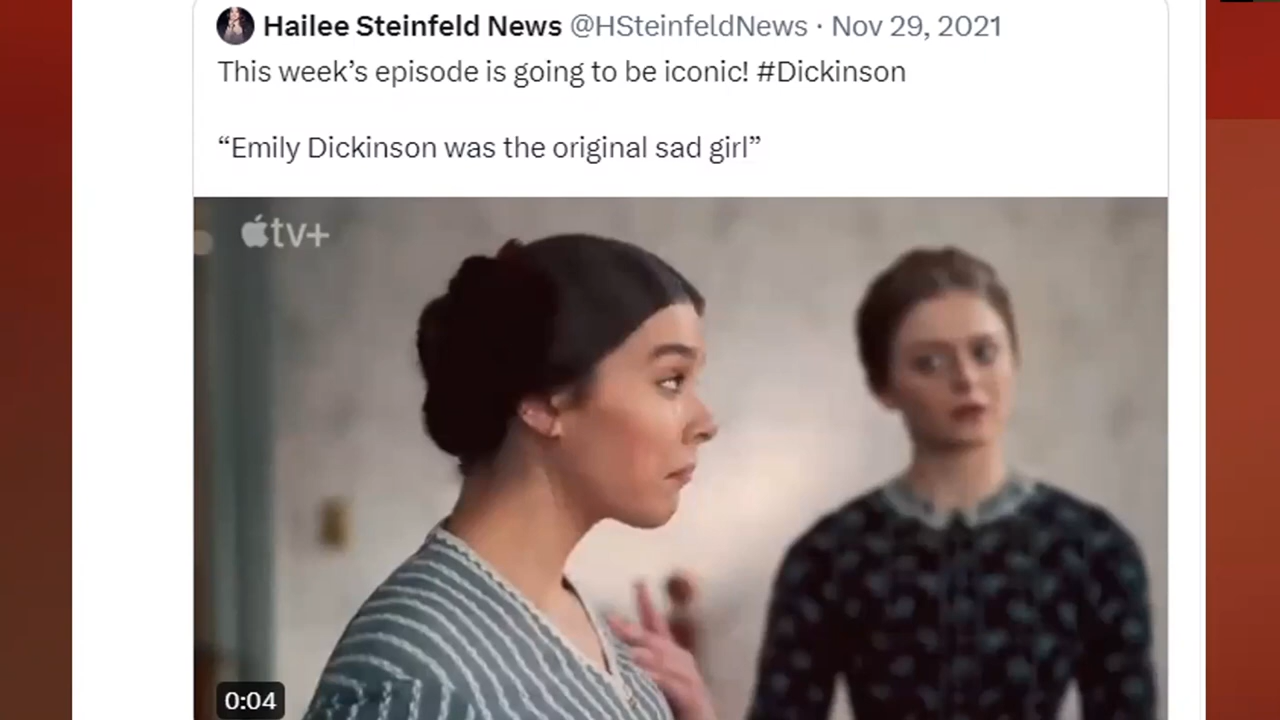 Hailee Steinfeld News @HSteinfeldNews · Nov 29, 2021
This week’s episode is going to be iconic! #Dickinson
“Emily Dickinson was the original sad girl”
tv+
0:04